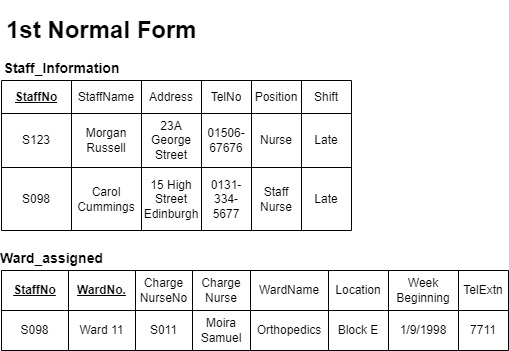 1st Normal Form
Staff_Information
StaffNo StaffName Address TelNo Position Shift
S123 Morgan Russell 23A George Street 01506-67676 Nurse Late
S098 Carol Cummings 15 High Street Edinburgh 0131-334-5677 Staff Nurse Late
Ward_assigned
StaffNo WardNo. Charge NurseNo Charge Nurse WardName Location Week Beginning TelExtn
S098 Ward 11 S011 Moira Samuel Orthopedics Block E 1/9/1998 7711